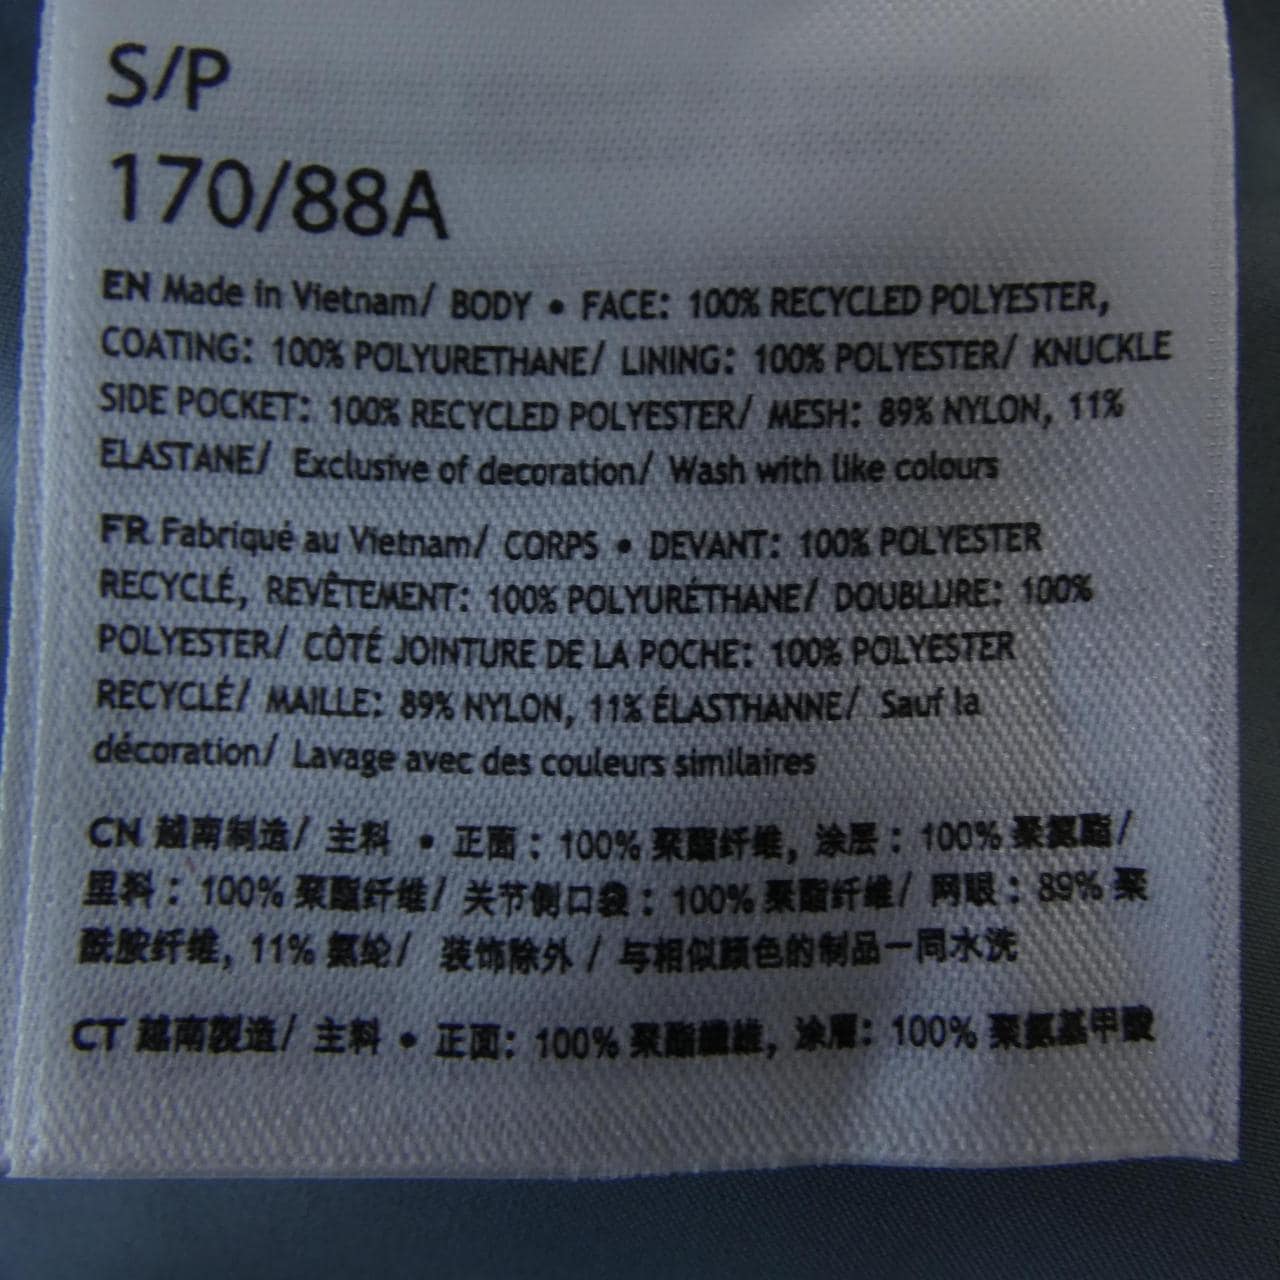 S/P
170/88A
EN Made in Vietnam/ BODY • FACE: 100% RECYCLED POLYESTER,
COATING: 100% POLYURETHANE/ LINING: 100% POLYESTER/ KNUCKLE
SIDE POCKET: 100% RECYCLED POLYESTER/ MESH: 89% NYLON, 11%
ELASTANE/ Exclusive of decoration/ Wash with like colours
FR Fabriqué au Vietnam/ CORPS • DEVANT: 100% POLYESTER
RECYCLÉ, REVÊTEMENT: 100% POLYURÉTHANE/ DOUBLURE: 100%
POLYESTER/ CÔTÉ JOINTURE DE LA POCHE: 100% POLYESTER
RECYCLÉ/ MAILLE: 89% NYLON, 11% ÉLASTHANNE/ Sauf la
décoration/ Lavage avec des couleurs similaires
CN 越南制造/ 主料 • 正面: 100% 聚酯纤维, 涂层: 100% 聚氨酯/
里料: 100% 聚酯纤维/ 关节侧口袋: 100% 聚酯纤维/ 网眼: 89% 聚
酰胺纤维, 11% 氨纶/ 装饰除外 / 与相似颜色的制品一同水洗
CT 越南製造/ 主料 • 正面: 100% 聚酯纖維, 涂層: 100% 聚氨基甲酸